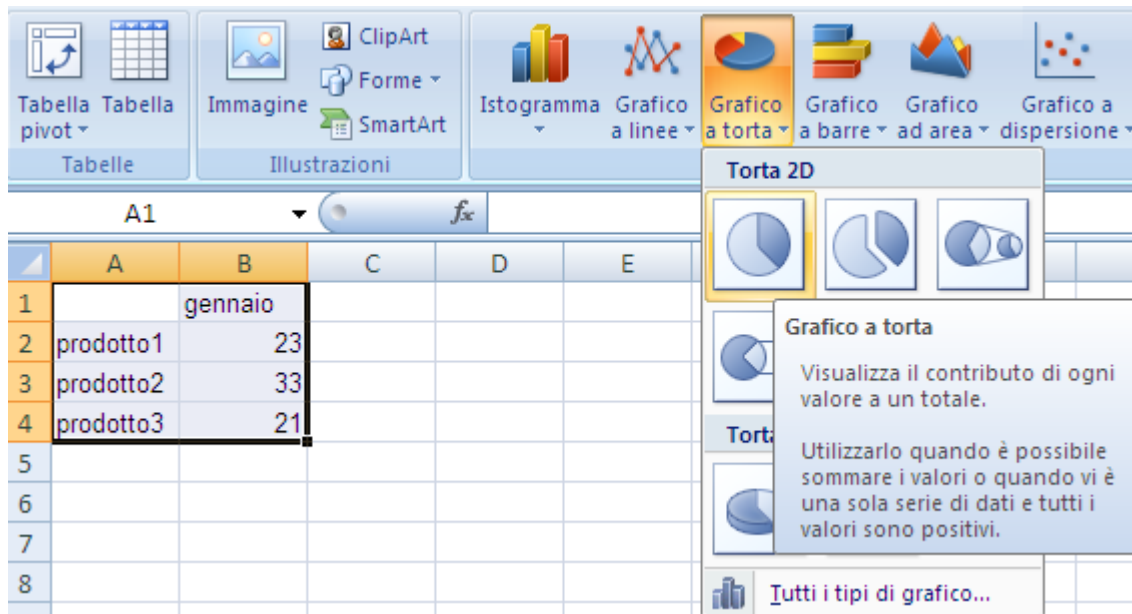 ClipArt
Forme
SmartArt
Tabella pivot
Tabella
Immagine
Istogramma
Grafico a linee
Grafico a torta
Grafico a barre
Grafico ad area
Grafico a dispersione
Tabelle
Illustrazioni
Torta 2D
A1
fx
A B C D E
1 gennaio
2 prodotto1 23
3 prodotto2 33
4 prodotto3 21
5
6
7
8
Grafico a torta
Visualizza il contributo di ogni
valore a un totale.
Utilizzarlo quando è possibile
sommare i valori o quando vi è
una sola serie di dati e tutti i
valori sono positivi.
Tutti i tipi di grafico...